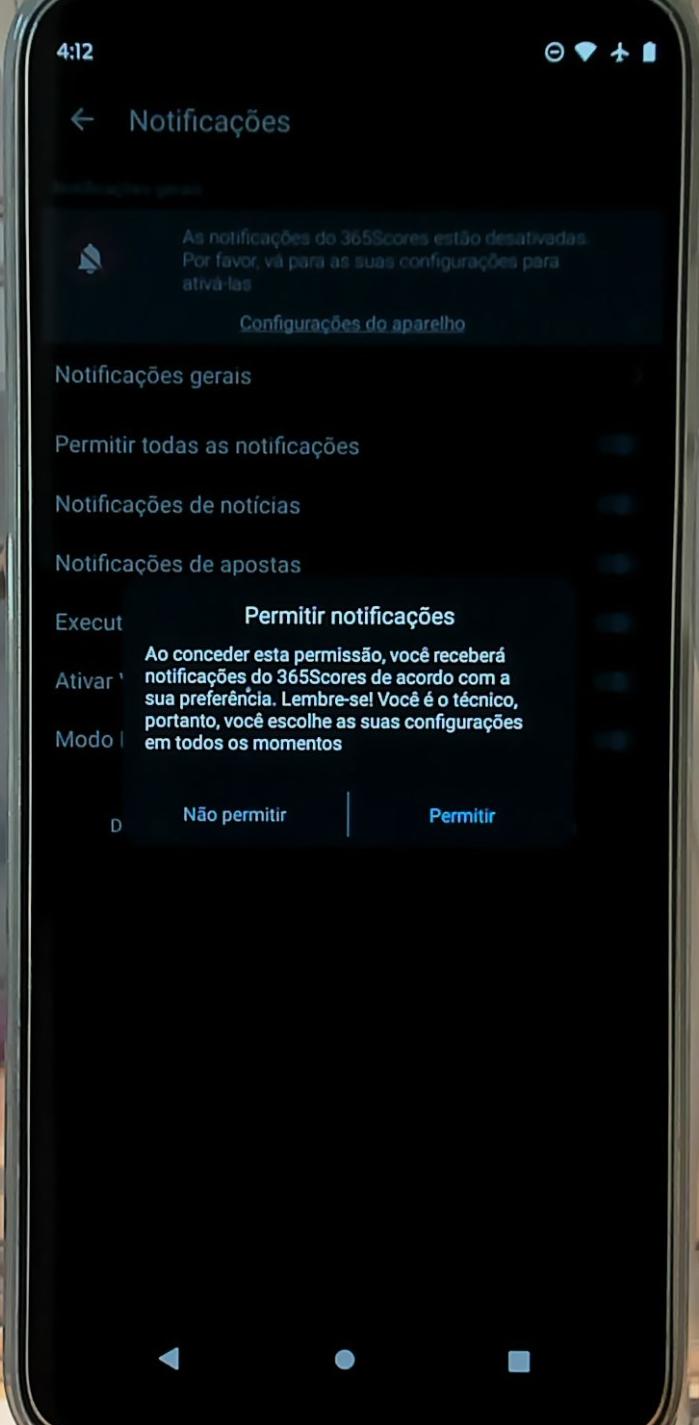 4:12
Notificações
Notificações gerais
As notificações do 365Scores estão desativadas.
Por favor, vá para as suas configurações para
ativá-las
Configurações do aparelho
Notificações gerais
Permitir todas as notificações
Notificações de notícias
Notificações de apostas
Execut
Ativar
Modo
D
Permitir notificações
Ao conceder esta permissão, você receberá
notificações do 365Scores de acordo com a
sua preferência. Lembre-se! Você é o técnico,
portanto, você escolhe as suas configurações
em todos os momentos
Não permitir
Permitir